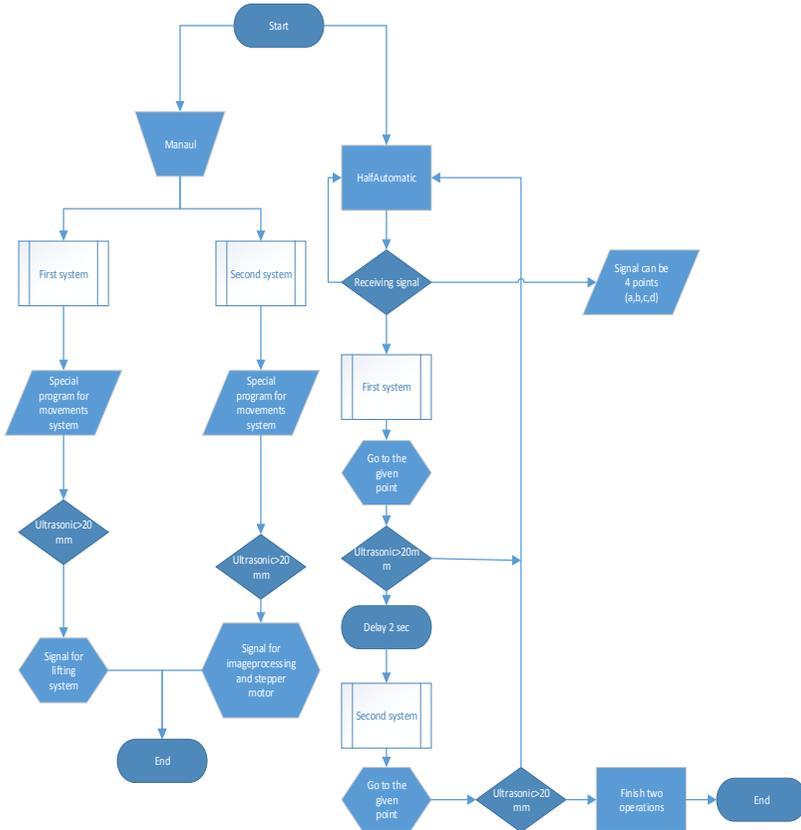 Start
Manaul
HalfAutomatic
First system
Second system
Receiving signal
Signal can be
4 points
(a,b,c,d)
Special
program for
movements
system
Special
program for
movements
system
First system
Go to the
given
point
Ultrasonic>20
mm
Ultrasonic>20
mm
Ultrasonic>20m
m
Delay 2 sec
Signal for
lifting
system
Signal for
imageprocessing
and stepper
motor
Second system
End
Go to the
given
point
Ultrasonic>20
mm
Finish two
operations
End